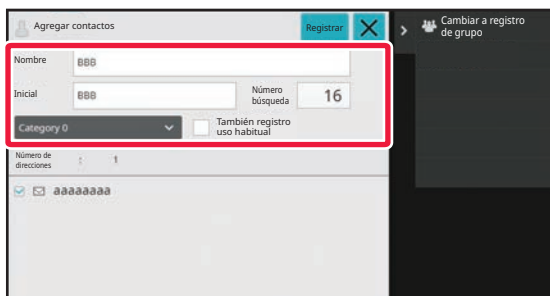 Agregar contactos
Registrar
Cambiar a registro
de grupo
Nombre
BBB
Inicial
BBB
Número
búsqueda
16
Category 0
También registro
uso habitual
Número de
direcciones
:
1
aaaaaaaa